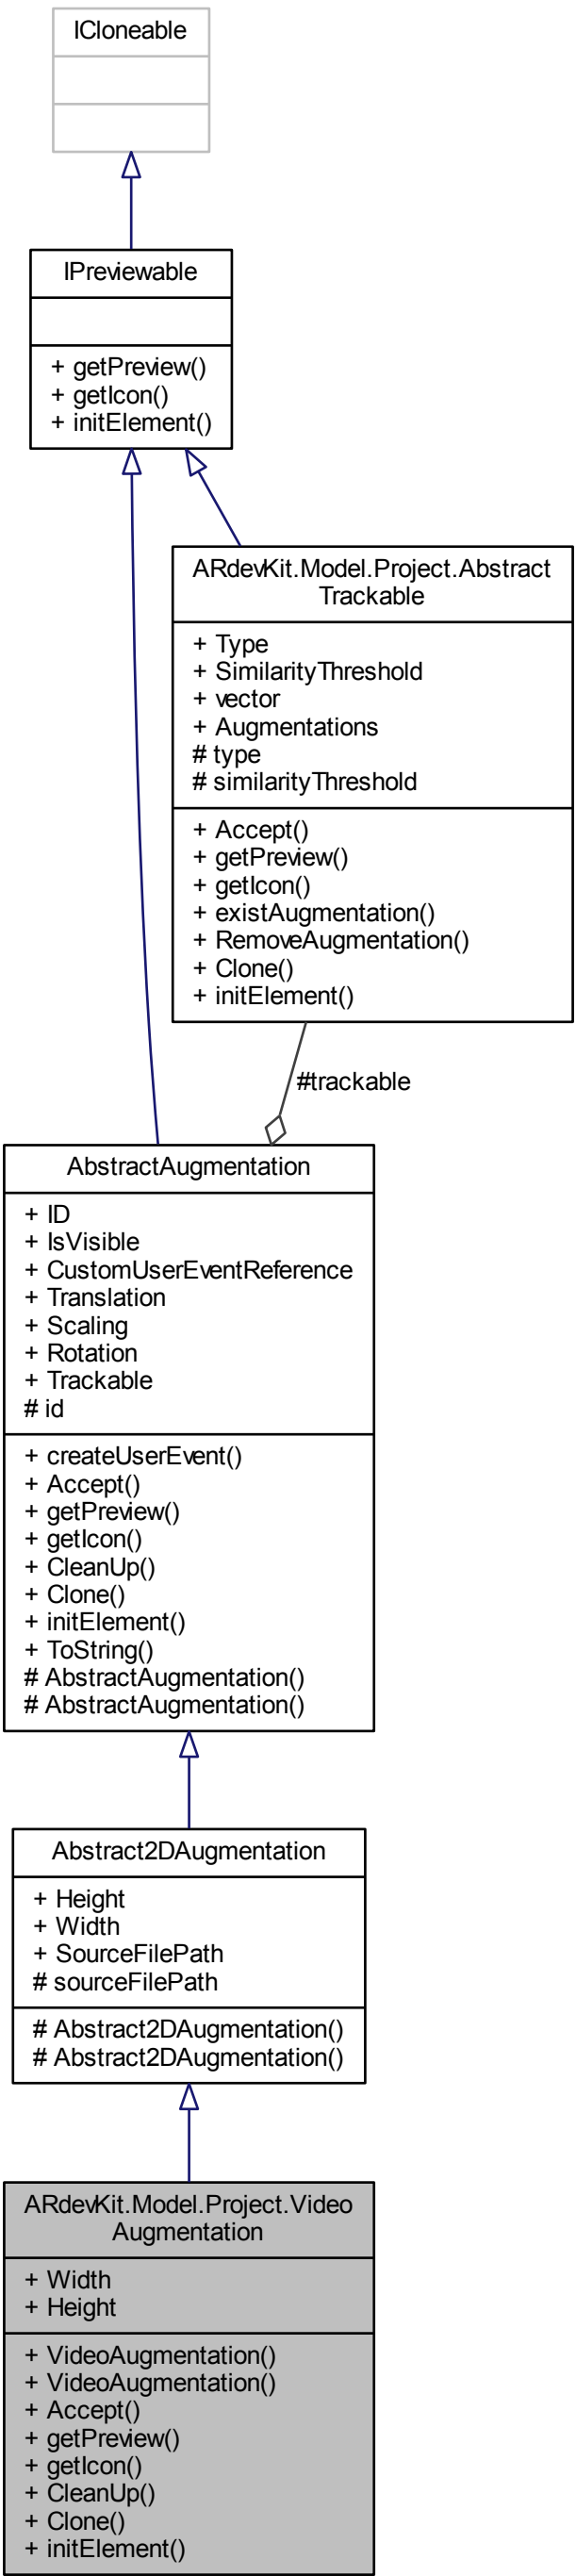 ICloneable
IPreviewable
+ getPreview()
+ getIcon()
+ initElement()
ARdevKit.Model.Project.Abstract
Trackable
+ Type
+ SimilarityThreshold
+ vector
+ Augmentations
# type
# similarityThreshold
+ Accept()
+ getPreview()
+ getIcon()
+ existAugmentation()
+ RemoveAugmentation()
+ Clone()
+ initElement()
#trackable
AbstractAugmentation
+ ID
+ IsVisible
+ CustomUserEventReference
+ Translation
+ Scaling
+ Rotation
+ Trackable
# id
+ createUserEvent()
+ Accept()
+ getPreview()
+ getIcon()
+ CleanUp()
+ Clone()
+ initElement()
+ ToString()
# AbstractAugmentation()
# AbstractAugmentation()
Abstract2DAugmentation
+ Height
+ Width
+ SourceFilePath
# sourceFilePath
# Abstract2DAugmentation()
# Abstract2DAugmentation()
ARdevKit.Model.Project.Video
Augmentation
+ Width
+ Height
+ VideoAugmentation()
+ VideoAugmentation()
+ Accept()
+ getPreview()
+ getIcon()
+ CleanUp()
+ Clone()
+ initElement()